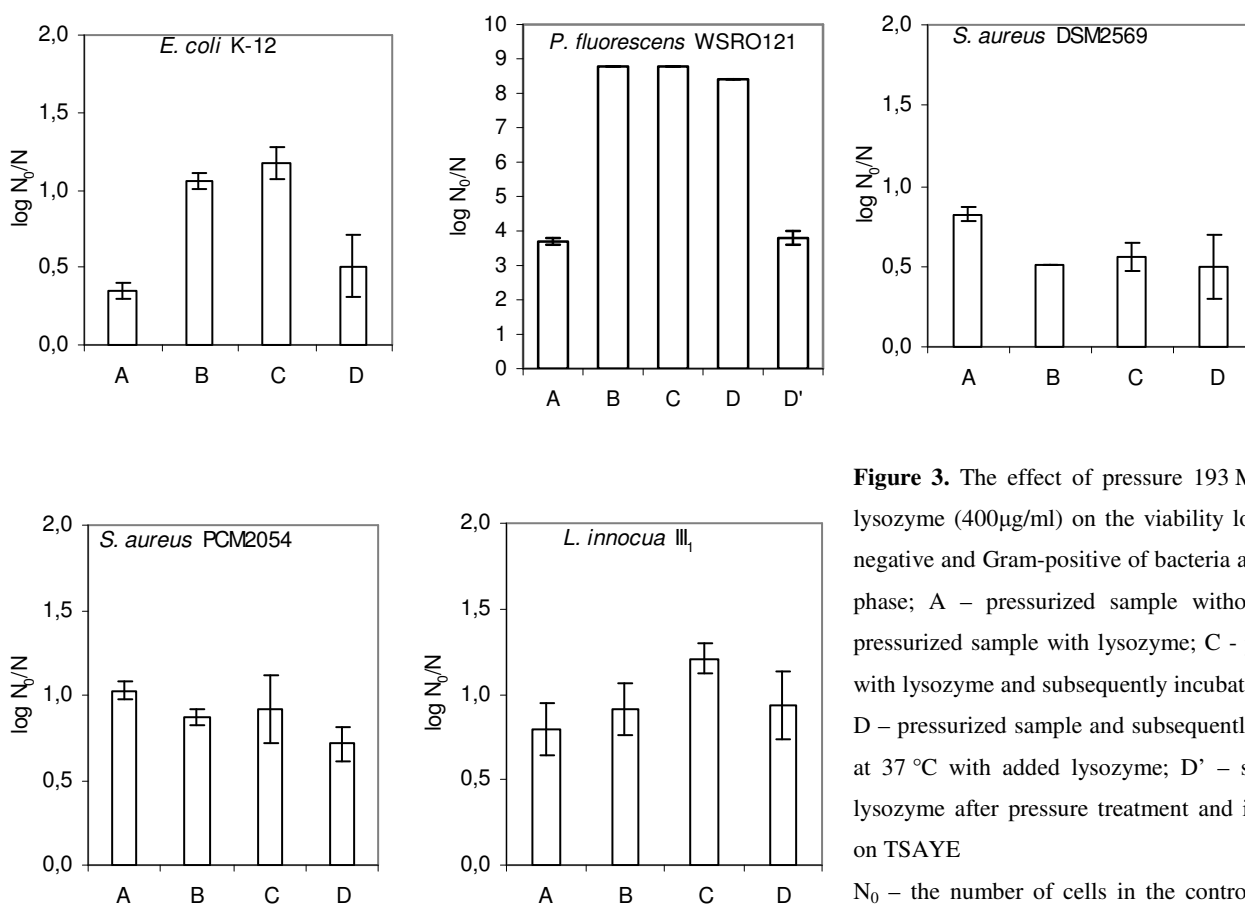 E. coli K-12
2,0
1,5
1,0
0,5
0,0
log N₀/N
A B C D
P. fluorescens WSRO121
10
9
8
7
6
5
4
3
2
1
0
log N₀/N
A B C D D'
S. aureus DSM2569
2,0
1,5
1,0
0,5
0,0
log N₀/N
A B C D
S. aureus PCM2054
2,0
1,5
1,0
0,5
0,0
log N₀/N
A B C D
L. innocua III₁
2,0
1,5
1,0
0,5
0,0
log N₀/N
A B C D
Figure 3. The effect of pressure 193 M
lysozyme (400μg/ml) on the viability lo
negative and Gram-positive of bacteria a
phase; A – pressurized sample witho
pressurized sample with lysozyme; C -
with lysozyme and subsequently incubat
D – pressurized sample and subsequently
at 37 °C with added lysozyme; D’ – s
lysozyme after pressure treatment and i
on TSAYE
N₀ – the number of cells in the contro